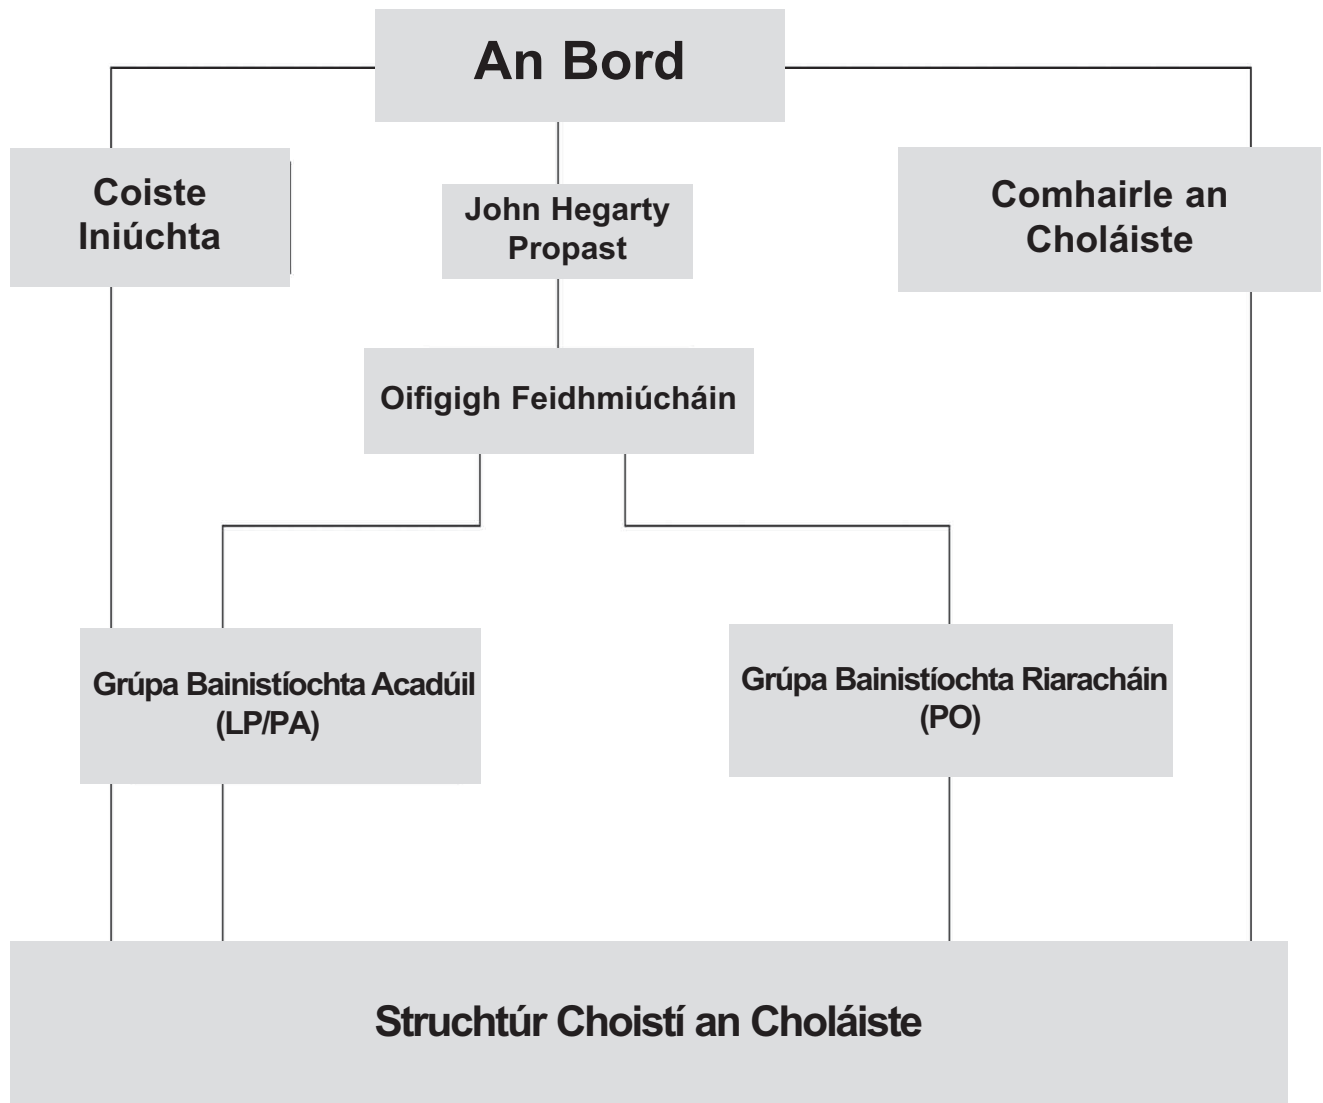 An Bord
Coiste
Iniúchta
John Hegarty
Propast
Comhairle an
Choláiste
Oifigigh Feidhmiúcháin
Grúpa Bainistíochta Acadúil
(LP/PA)
Grúpa Bainistíochta Riaracháin
(PO)
Struchtúr Choistí an Choláiste